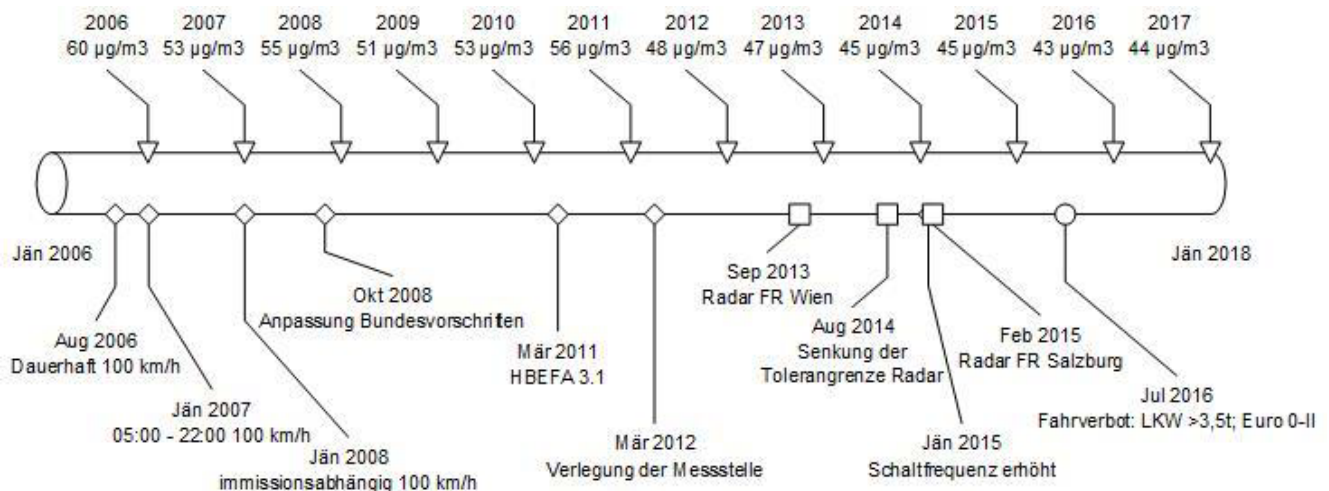 2006
60 µg/m3
2007
53 µg/m3
2008
55 µg/m3
2009
51 µg/m3
2010
53 µg/m3
2011
56 µg/m3
2012
48 µg/m3
2013
47 µg/m3
2014
45 µg/m3
2015
45 µg/m3
2016
43 µg/m3
2017
44 µg/m3
Jän 2006
Jän 2018
Aug 2006
Dauerhaft 100 km/h
Jän 2007
05:00 - 22:00 100 km/h
Jän 2008
immissionsabhängig 100 km/h
Okt 2008
Anpassung Bundesvorschriften
Mär 2011
HBEFA 3.1
Mär 2012
Verlegung der Messstelle
Sep 2013
Radar FR Wien
Aug 2014
Senkung der
Tolerangrenze Radar
Jän 2015
Schaltfrequenz erhöht
Feb 2015
Radar FR Salzburg
Jul 2016
Fahrverbot: LKW >3,5t; Euro 0-II